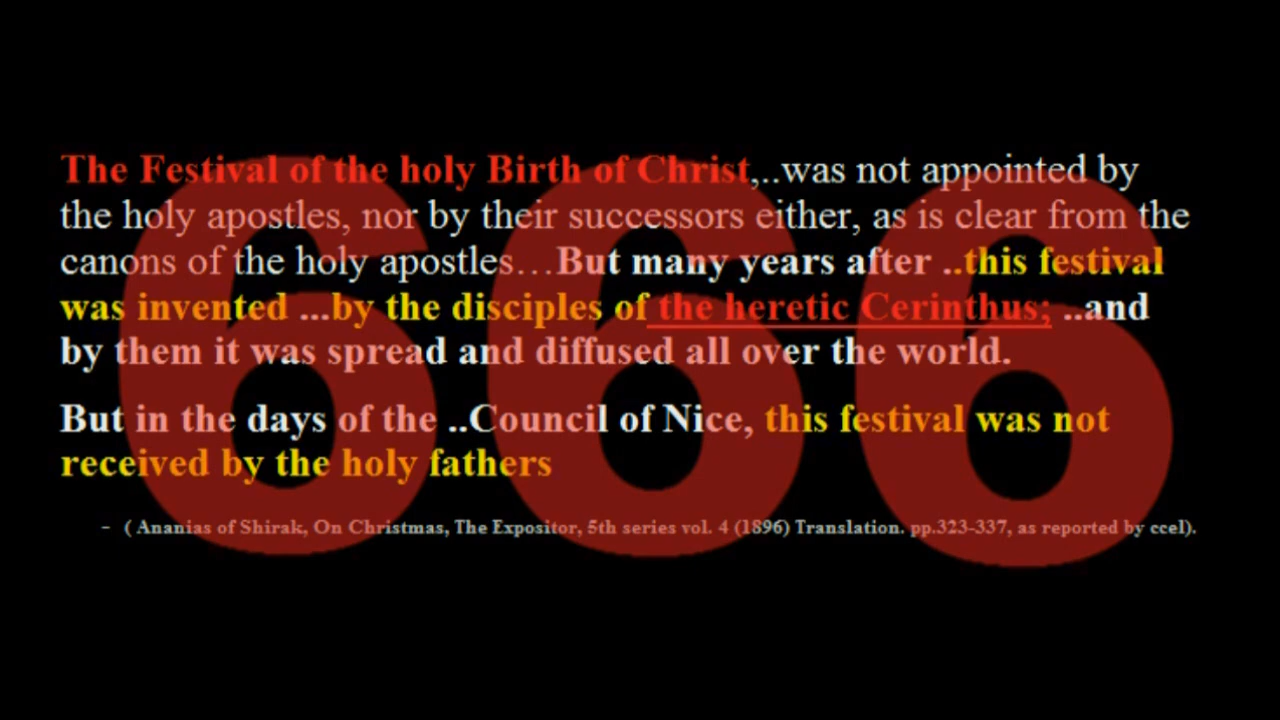 The Festival of the holy Birth of Christ,..was not appointed by
the holy apostles, nor by their successors either, as is clear from the
canons of the holy apostles…But many years after ..this festival
was invented ...by the disciples of the heretic Cerinthus; ..and
by them it was spread and diffused all over the world.
But in the days of the ..Council of Nice, this festival was not
received by the holy fathers
- ( Ananias of Shirak, On Christmas, The Expositor, 5th series vol. 4 (1896) Translation. pp.323-337, as reported by ccel).
666